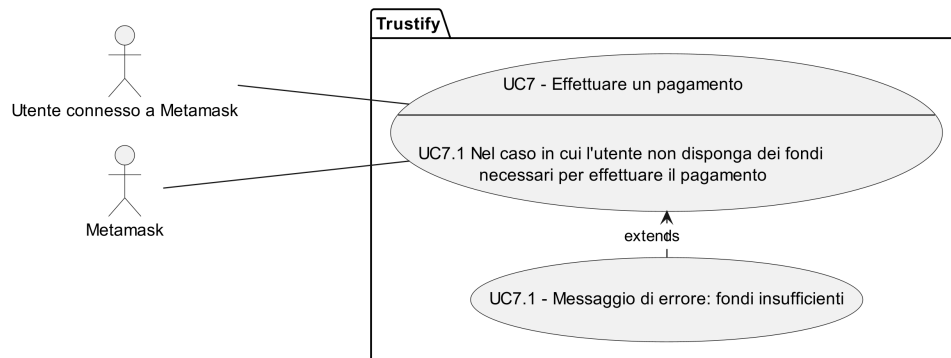 Trustify
UC7 - Effettuare un pagamento
Utente connesso a Metamask
UC7.1 Nel caso in cui l'utente non disponga dei fondi
necessari per effettuare il pagamento
Metamask
extends
UC7.1 - Messaggio di errore: fondi insufficienti